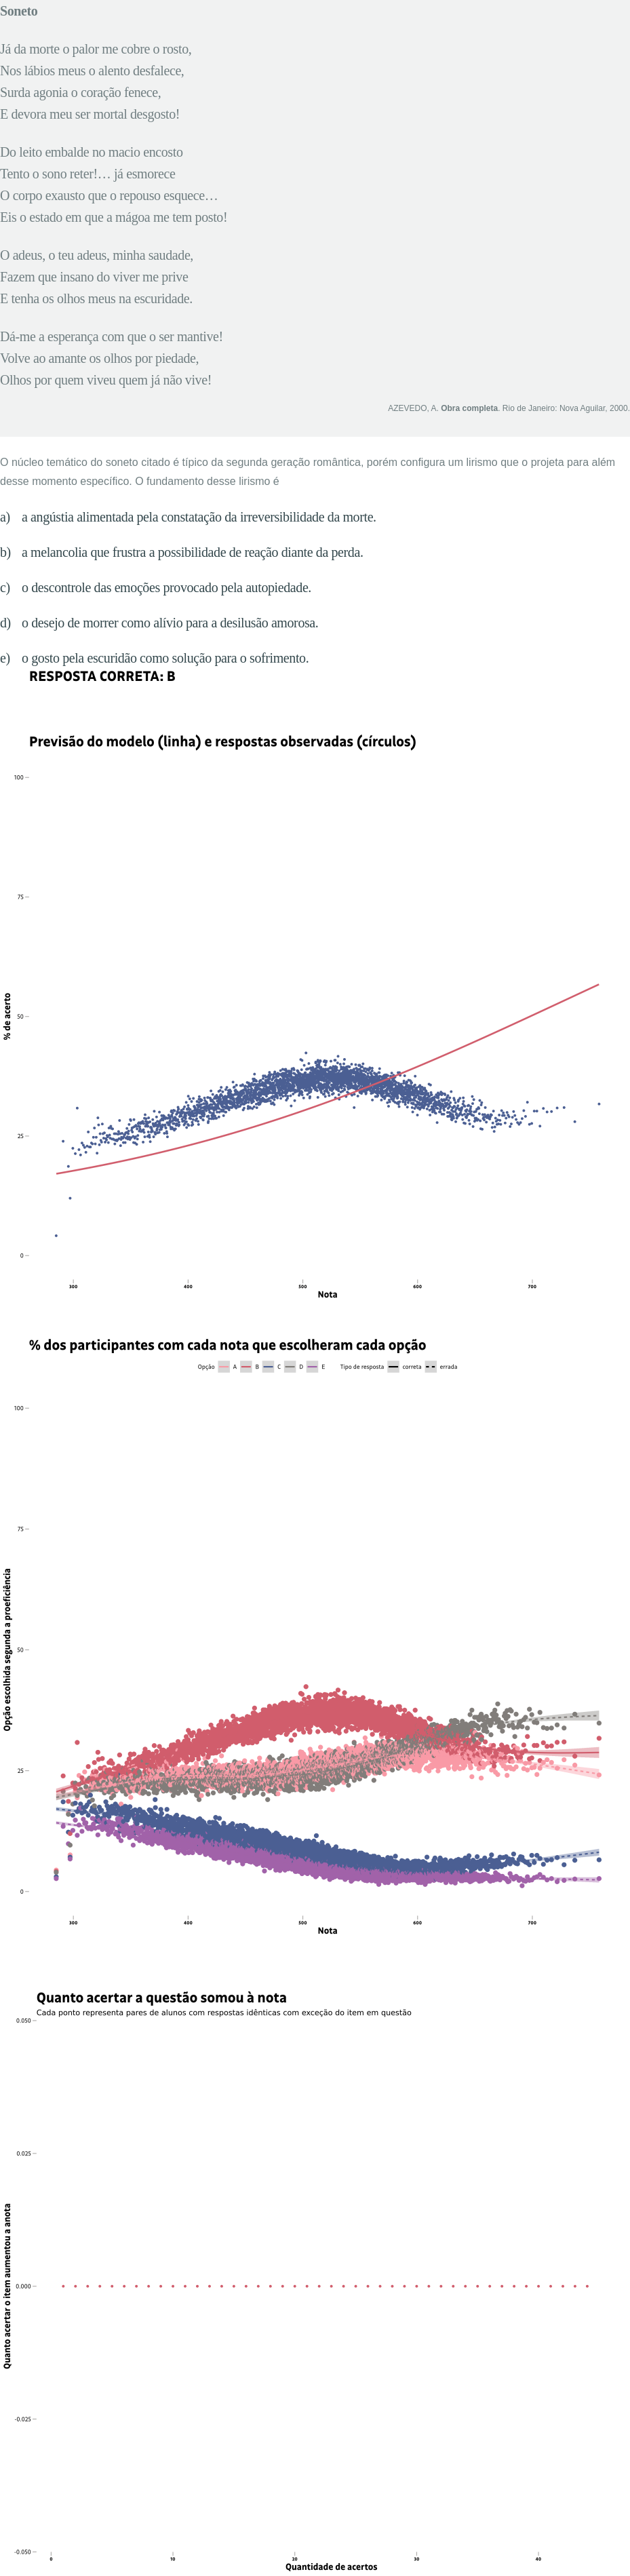 Soneto
Já da morte o palor me cobre o rosto,
Nos lábios meus o alento desfalece,
Surda agonia o coração fenece,
E devora meu ser mortal desgosto!
Do leito embalde no macio encosto
Tento o sono reter!… já esmorece
O corpo exausto que o repouso esquece…
Eis o estado em que a mágoa me tem posto!
O adeus, o teu adeus, minha saudade,
Fazem que insano do viver me prive
E tenha os olhos meus na escuridade.
Dá-me a esperança com que o ser mantive!
Volve ao amante os olhos por piedade,
Olhos por quem viveu quem já não vive!
AZEVEDO, A. Obra completa. Rio de Janeiro: Nova Aguilar, 2000.
O núcleo temático do soneto citado é típico da segunda geração romântica, porém configura um lirismo que o projeta para além
desse momento específico. O fundamento desse lirismo é
a) a angústia alimentada pela constatação da irreversibilidade da morte.
b) a melancolia que frustra a possibilidade de reação diante da perda.
c) o descontrole das emoções provocado pela autopiedade.
d) o desejo de morrer como alívio para a desilusão amorosa.
e) o gosto pela escuridão como solução para o sofrimento.
RESPOSTA CORRETA: B
Previsão do modelo (linha) e respostas observadas (círculos)
100
75
50
25
0
% de acerto
300 400 500 600 700
Nota
% dos participantes com cada nota que escolheram cada opção
Opção A B C D E Tipo de resposta correta errada
100
75
50
25
0
Opção escolhida segunda a proeficiência
300 400 500 600 700
Nota
Quanto acertar a questão somou à nota
Cada ponto representa pares de alunos com respostas idênticas com exceção do item em questão
0.050
0.025
0.000
-0.025
-0.050
Quanto acertar o item aumentou a anota
0 10 20 30 40
Quantidade de acertos